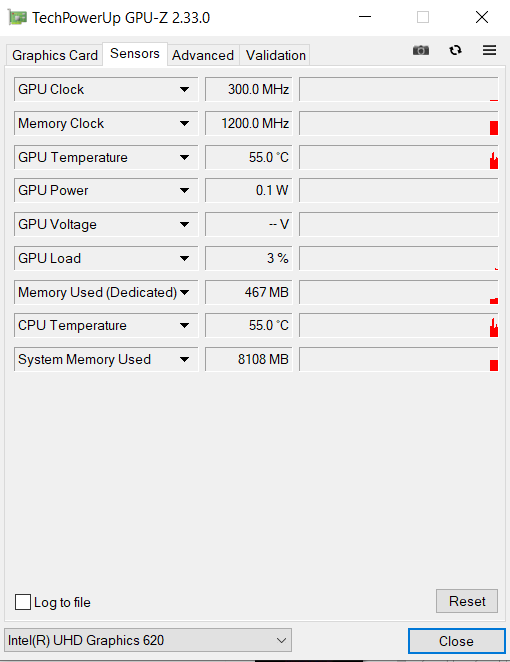 TechPowerUp GPU-Z 2.33.0
Graphics Card Sensors Advanced Validation
GPU Clock 300.0 MHz
Memory Clock 1200.0 MHz
GPU Temperature 55.0 °C
GPU Power 0.1 W
GPU Voltage -- V
GPU Load 3 %
Memory Used (Dedicated) 467 MB
CPU Temperature 55.0 °C
System Memory Used 8108 MB
Log to file Reset
Intel(R) UHD Graphics 620 Close